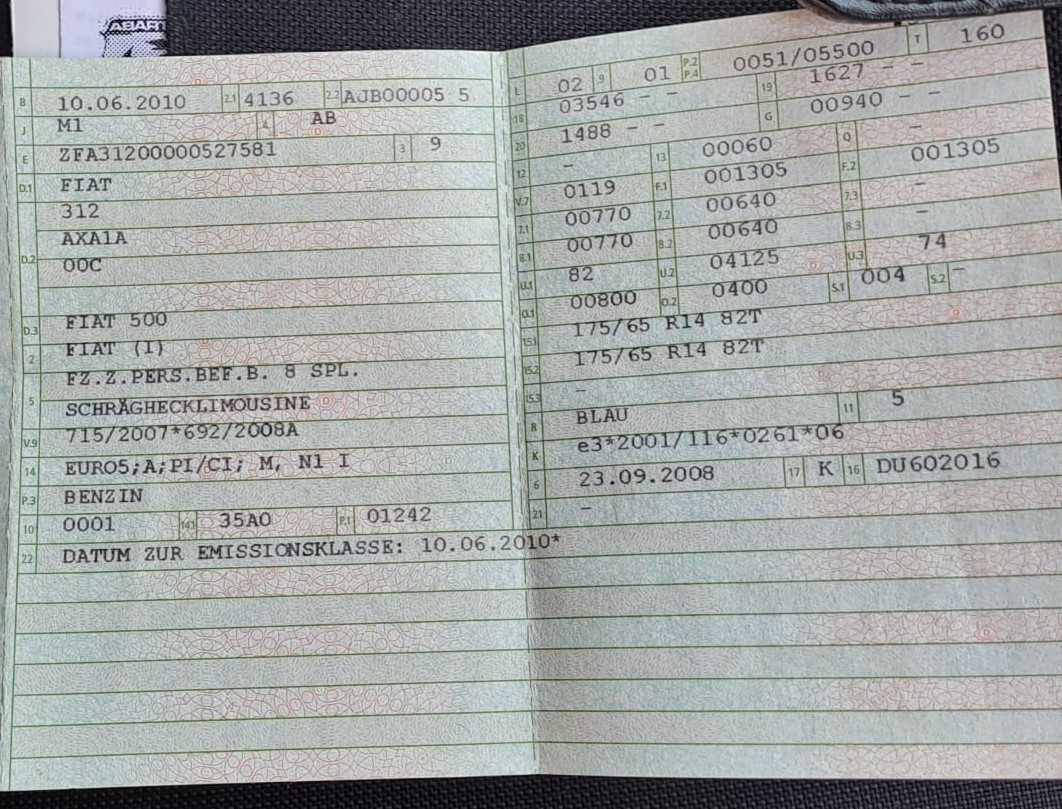 ABART
B 10.06.2010 2.1 4136 2.2 AJB00005 5
J M1 4 AB
E ZFA31200000527581 3 9
D.1 FIAT
312
D.2 AXA1A
00C
D.3 FIAT 500
2 FIAT (I)
5 FZ.Z.PERS.BEF.B. 8 SPL.
SCHRÄGHECKLIMOUSINE
V.9 715/2007*692/2008A
14 EURO5;A;PI/CI; M, N1 I
P.3 BENZIN
10 0001 14.1 35A0 P.1 01242
22 DATUM ZUR EMISSIONSKLASSE: 10.06.2010*
L 02 9 01 P.2 P.4 0051/05500 T 160
18 03546 – – 19 1627 – –
20 1488 – – G 00940 – –
12 – 13 00060 Q –
V.7 0119 F.1 001305 F.2 001305
7.1 00770 7.2 00640 7.3 –
8.1 00770 8.2 00640 8.3 –
U.1 82 U.2 04125 U.3 74
O.1 00800 O.2 0400 S.1 004 S.2 –
15.1 175/65 R14 82T
15.2 175/65 R14 82T
15.3 –
R BLAU 11 5
K e3*2001/116*0261*06
6 23.09.2008 17 K 16 DU602016
21 –